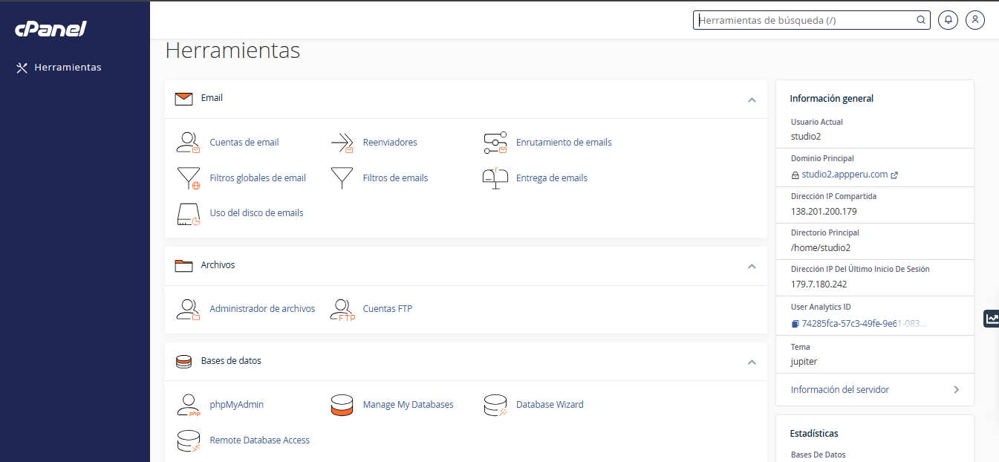 cPanel
Herramientas de búsqueda (/)
Herramientas
Herramientas
Email
Cuentas de email
Reenviadores
Enrutamiento de emails
Filtros globales de email
Filtros de emails
Entrega de emails
Uso del disco de emails
Archivos
Administrador de archivos
FTP
Cuentas FTP
Bases de datos
php
phpMyAdmin
Manage My Databases
Database Wizard
Remote Database Access
Información general
Usuario Actual
studio2
Dominio Principal
studio2.appperu.com
Dirección IP Compartida
138.201.200.179
Directorio Principal
/home/studio2
Dirección IP Del Último Inicio De Sesión
179.7.180.242
User Analytics ID
74285fca-57c3-49fe-9e61-083...
Tema
jupiter
Información del servidor
Estadísticas
Bases De Datos